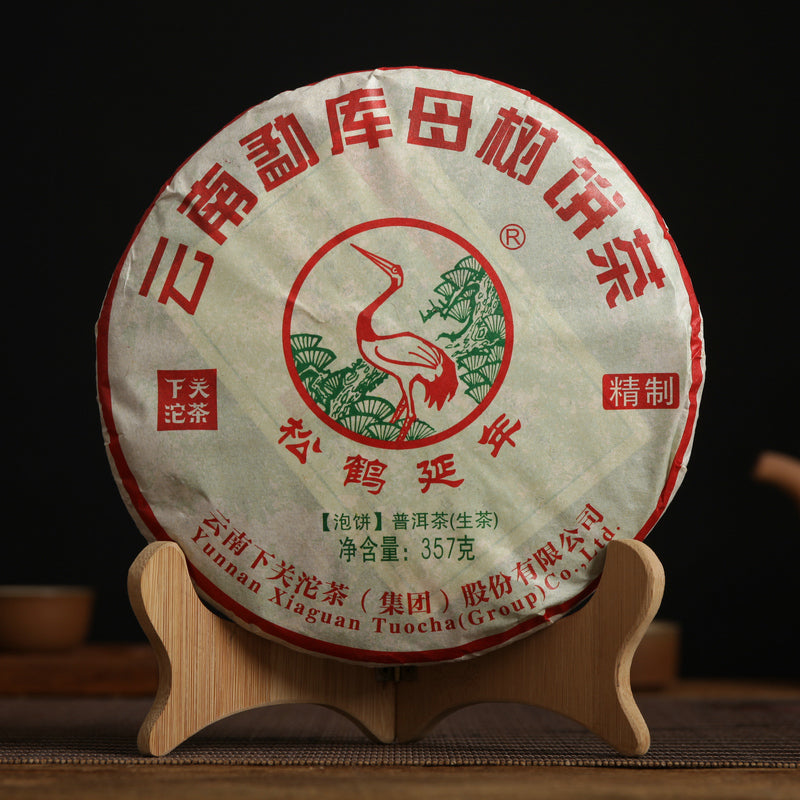 云南勐库母树饼茶
®
下关
沱茶
精制
松鹤延年
【泡饼】普洱茶(生茶)
净含量：357克
云南下关沱茶（集团）股份有限公司
Yunnan Xiaguan Tuocha(Group)Co.,Ltd.